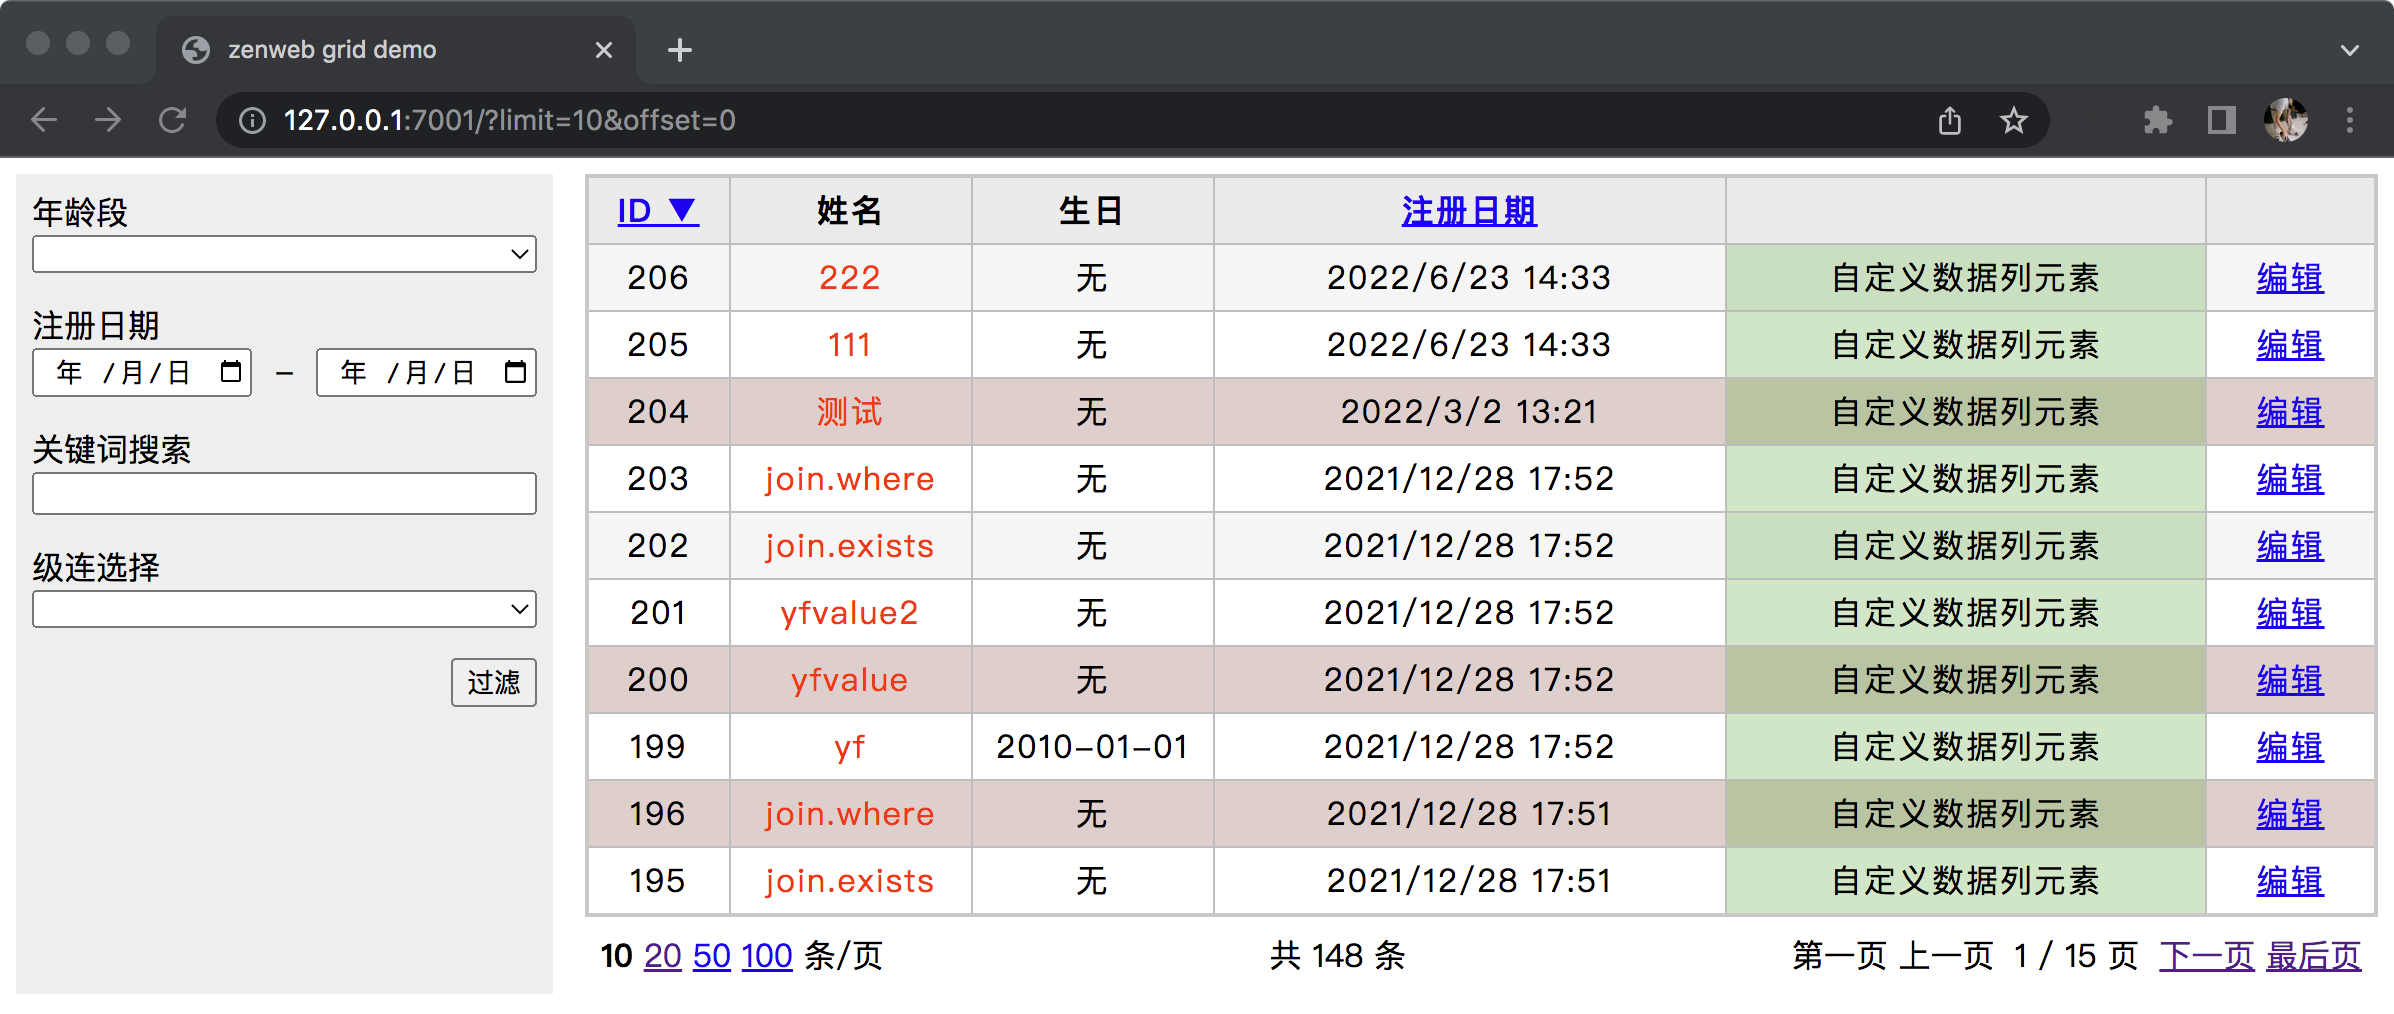 zenweb grid demo
127.0.0.1:7001/?limit=10&offset=0
年龄段
注册日期
年 /月/日 – 年 /月/日
关键词搜索
级连选择
过滤
ID ▼ 姓名 生日 注册日期
206 222 无 2022/6/23 14:33 自定义数据列元素 编辑
205 111 无 2022/6/23 14:33 自定义数据列元素 编辑
204 测试 无 2022/3/2 13:21 自定义数据列元素 编辑
203 join.where 无 2021/12/28 17:52 自定义数据列元素 编辑
202 join.exists 无 2021/12/28 17:52 自定义数据列元素 编辑
201 yfvalue2 无 2021/12/28 17:52 自定义数据列元素 编辑
200 yfvalue 无 2021/12/28 17:52 自定义数据列元素 编辑
199 yf 2010-01-01 2021/12/28 17:52 自定义数据列元素 编辑
196 join.where 无 2021/12/28 17:51 自定义数据列元素 编辑
195 join.exists 无 2021/12/28 17:51 自定义数据列元素 编辑
10 20 50 100 条/页 共 148 条 第一页 上一页 1 / 15 页 下一页 最后页